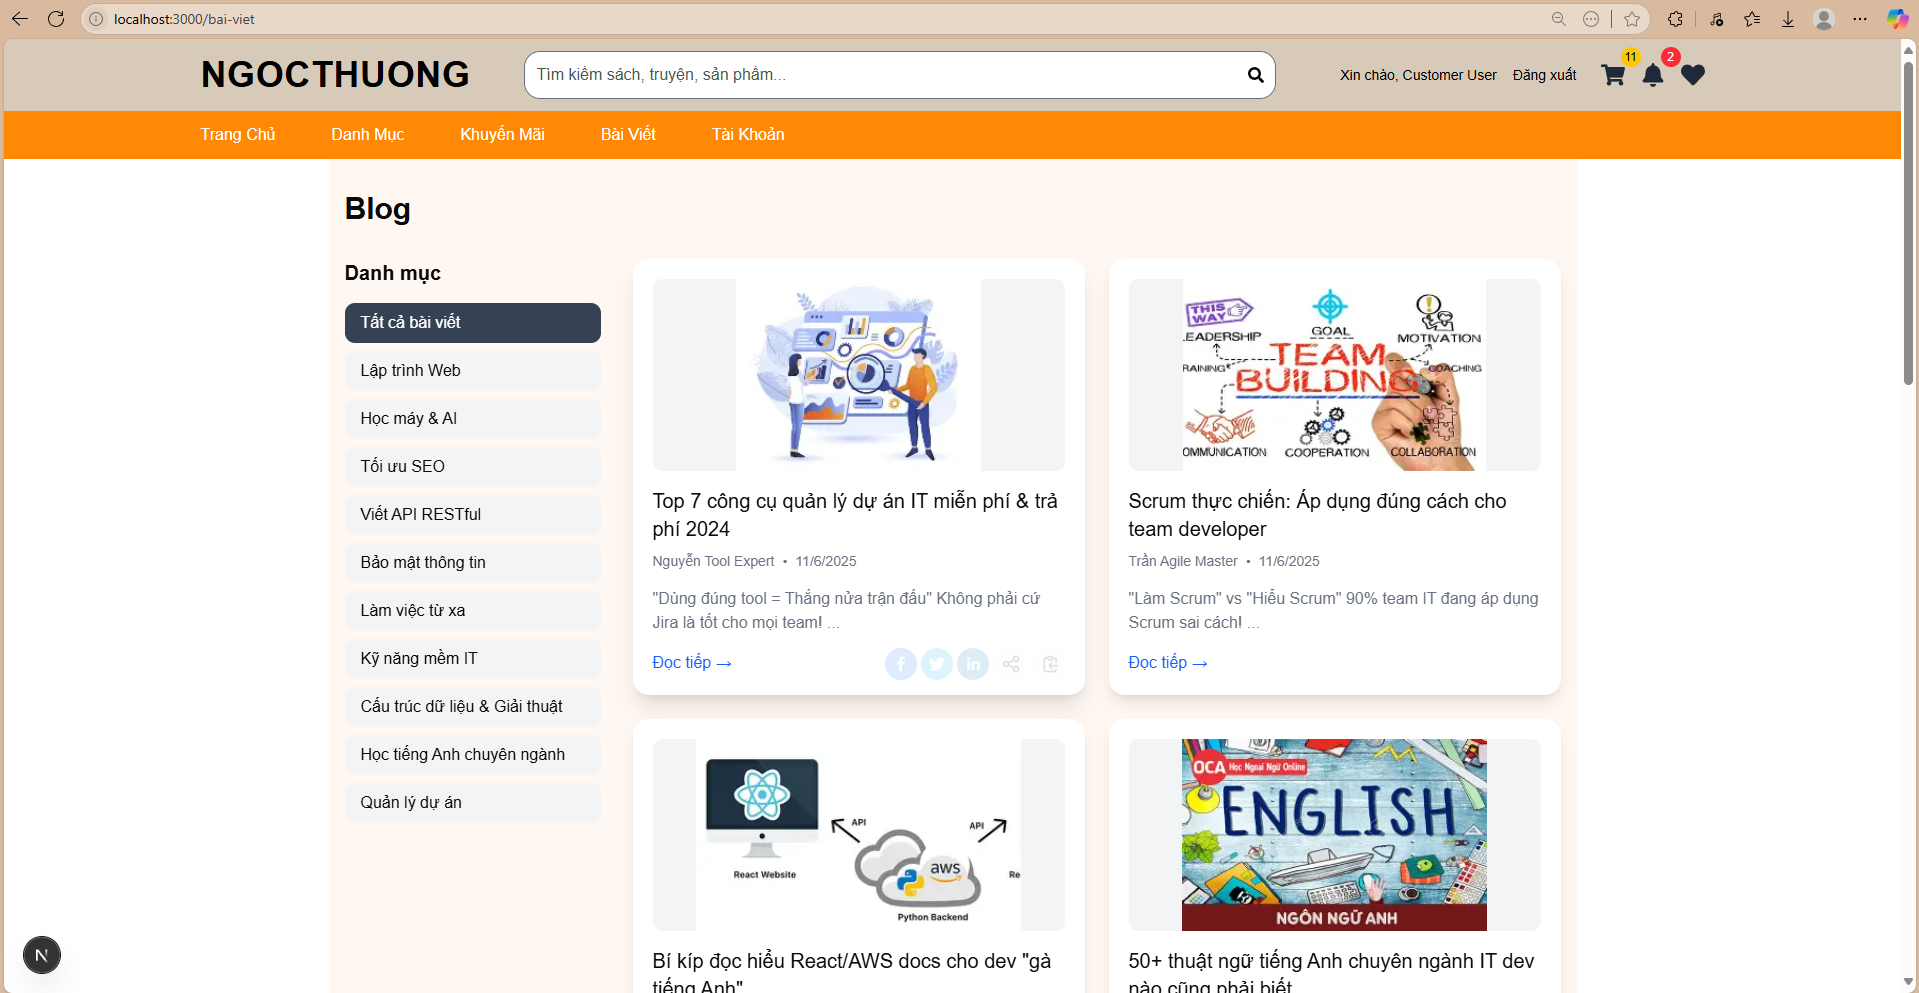 localhost:3000/bai-viet
NGOCTHUONG
Tìm kiếm sách, truyện, sản phẩm...
Xin chào, Customer User
Đăng xuất
11
2
Trang Chủ
Danh Mục
Khuyến Mãi
Bài Viết
Tài Khoản
Blog
Danh mục
Tất cả bài viết
Lập trình Web
Học máy & AI
Tối ưu SEO
Viết API RESTful
Bảo mật thông tin
Làm việc từ xa
Kỹ năng mềm IT
Cấu trúc dữ liệu & Giải thuật
Học tiếng Anh chuyên ngành
Quản lý dự án
Top 7 công cụ quản lý dự án IT miễn phí & trả
phí 2024
Nguyễn Tool Expert • 11/6/2025
"Dùng đúng tool = Thắng nửa trận đấu" Không phải cứ
Jira là tốt cho mọi team! ...
Đọc tiếp →
THIS WAY
EADERSHIP
GOAL
MOTIVATION
RAINING
TEAM
BUILDING
COACHING
OMMUNICATION
COOPERATION
COLLABORATION
Scrum thực chiến: Áp dụng đúng cách cho
team developer
Trần Agile Master • 11/6/2025
"Làm Scrum" vs "Hiểu Scrum" 90% team IT đang áp dụng
Scrum sai cách! ...
Đọc tiếp →
API
API
React Website
aws
Re
Python Backend
Bí kíp đọc hiểu React/AWS docs cho dev "gà
tiếng Anh"
OCA Học Ngoại Ngữ Online
ENGLISH
NGÔN NGỮ ANH
50+ thuật ngữ tiếng Anh chuyên ngành IT dev
nào cũng phải biết
N